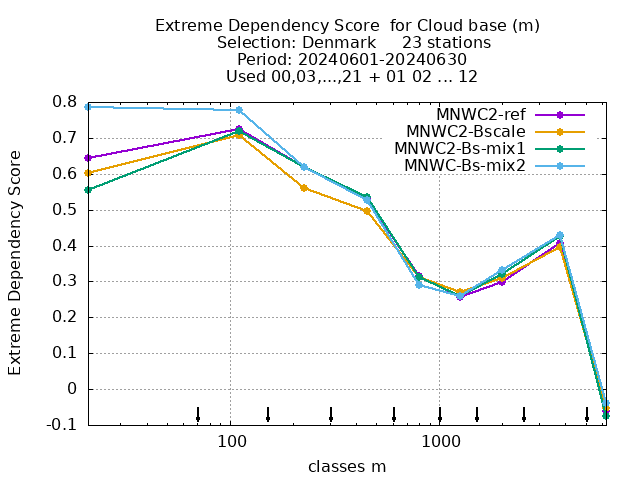 Extreme Dependency Score  for Cloud base (m)
Selection: Denmark     23 stations
Period: 20240601-20240630
Used 00,03,...,21 + 01 02 ... 12
MNWC2-ref
MNWC2-Bscale
MNWC2-Bs-mix1
MNWC-Bs-mix2
Extreme Dependency Score
0.8
0.7
0.6
0.5
0.4
0.3
0.2
0.1
0
-0.1
100
1000
classes m